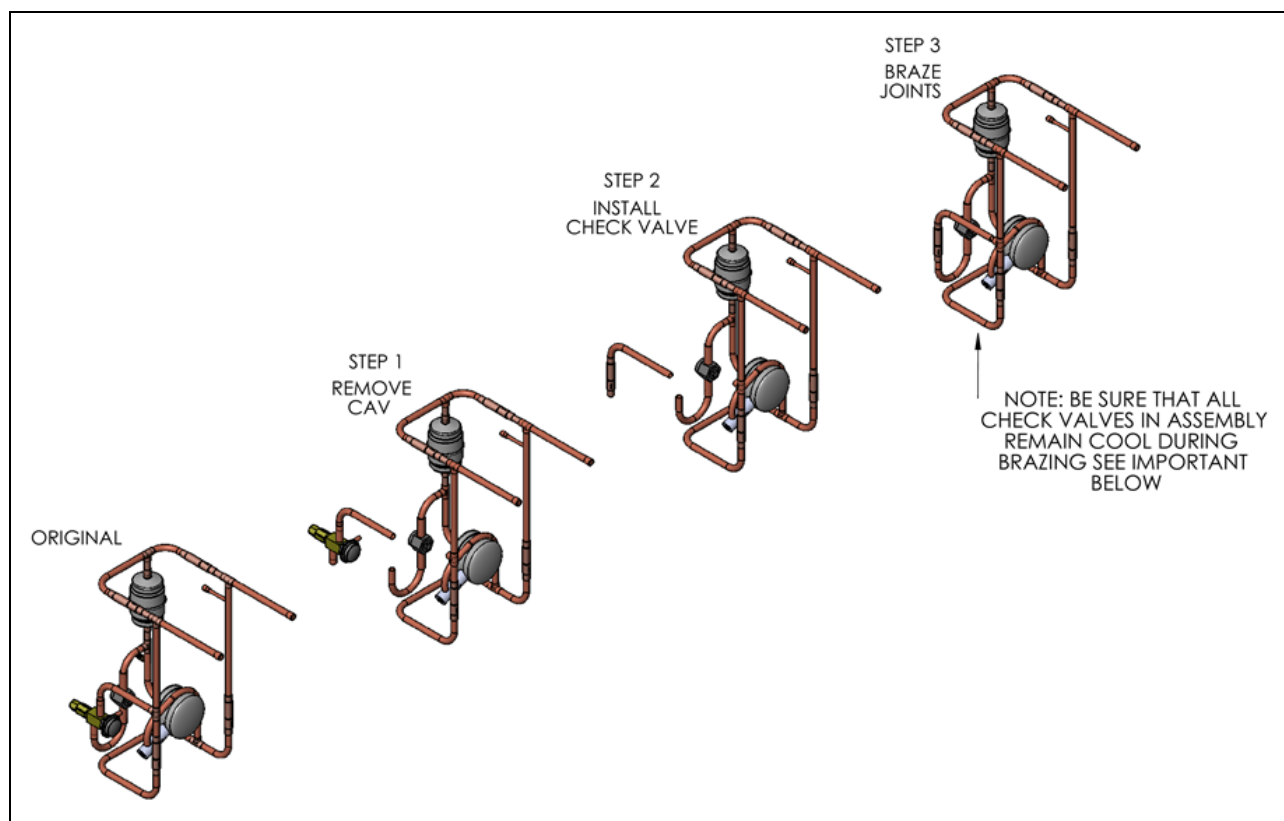 ORIGINAL
STEP 1
REMOVE
CAV
STEP 2
INSTALL
CHECK VALVE
STEP 3
BRAZE
JOINTS
NOTE: BE SURE THAT ALL
CHECK VALVES IN ASSEMBLY
REMAIN COOL DURING
BRAZING SEE IMPORTANT
BELOW